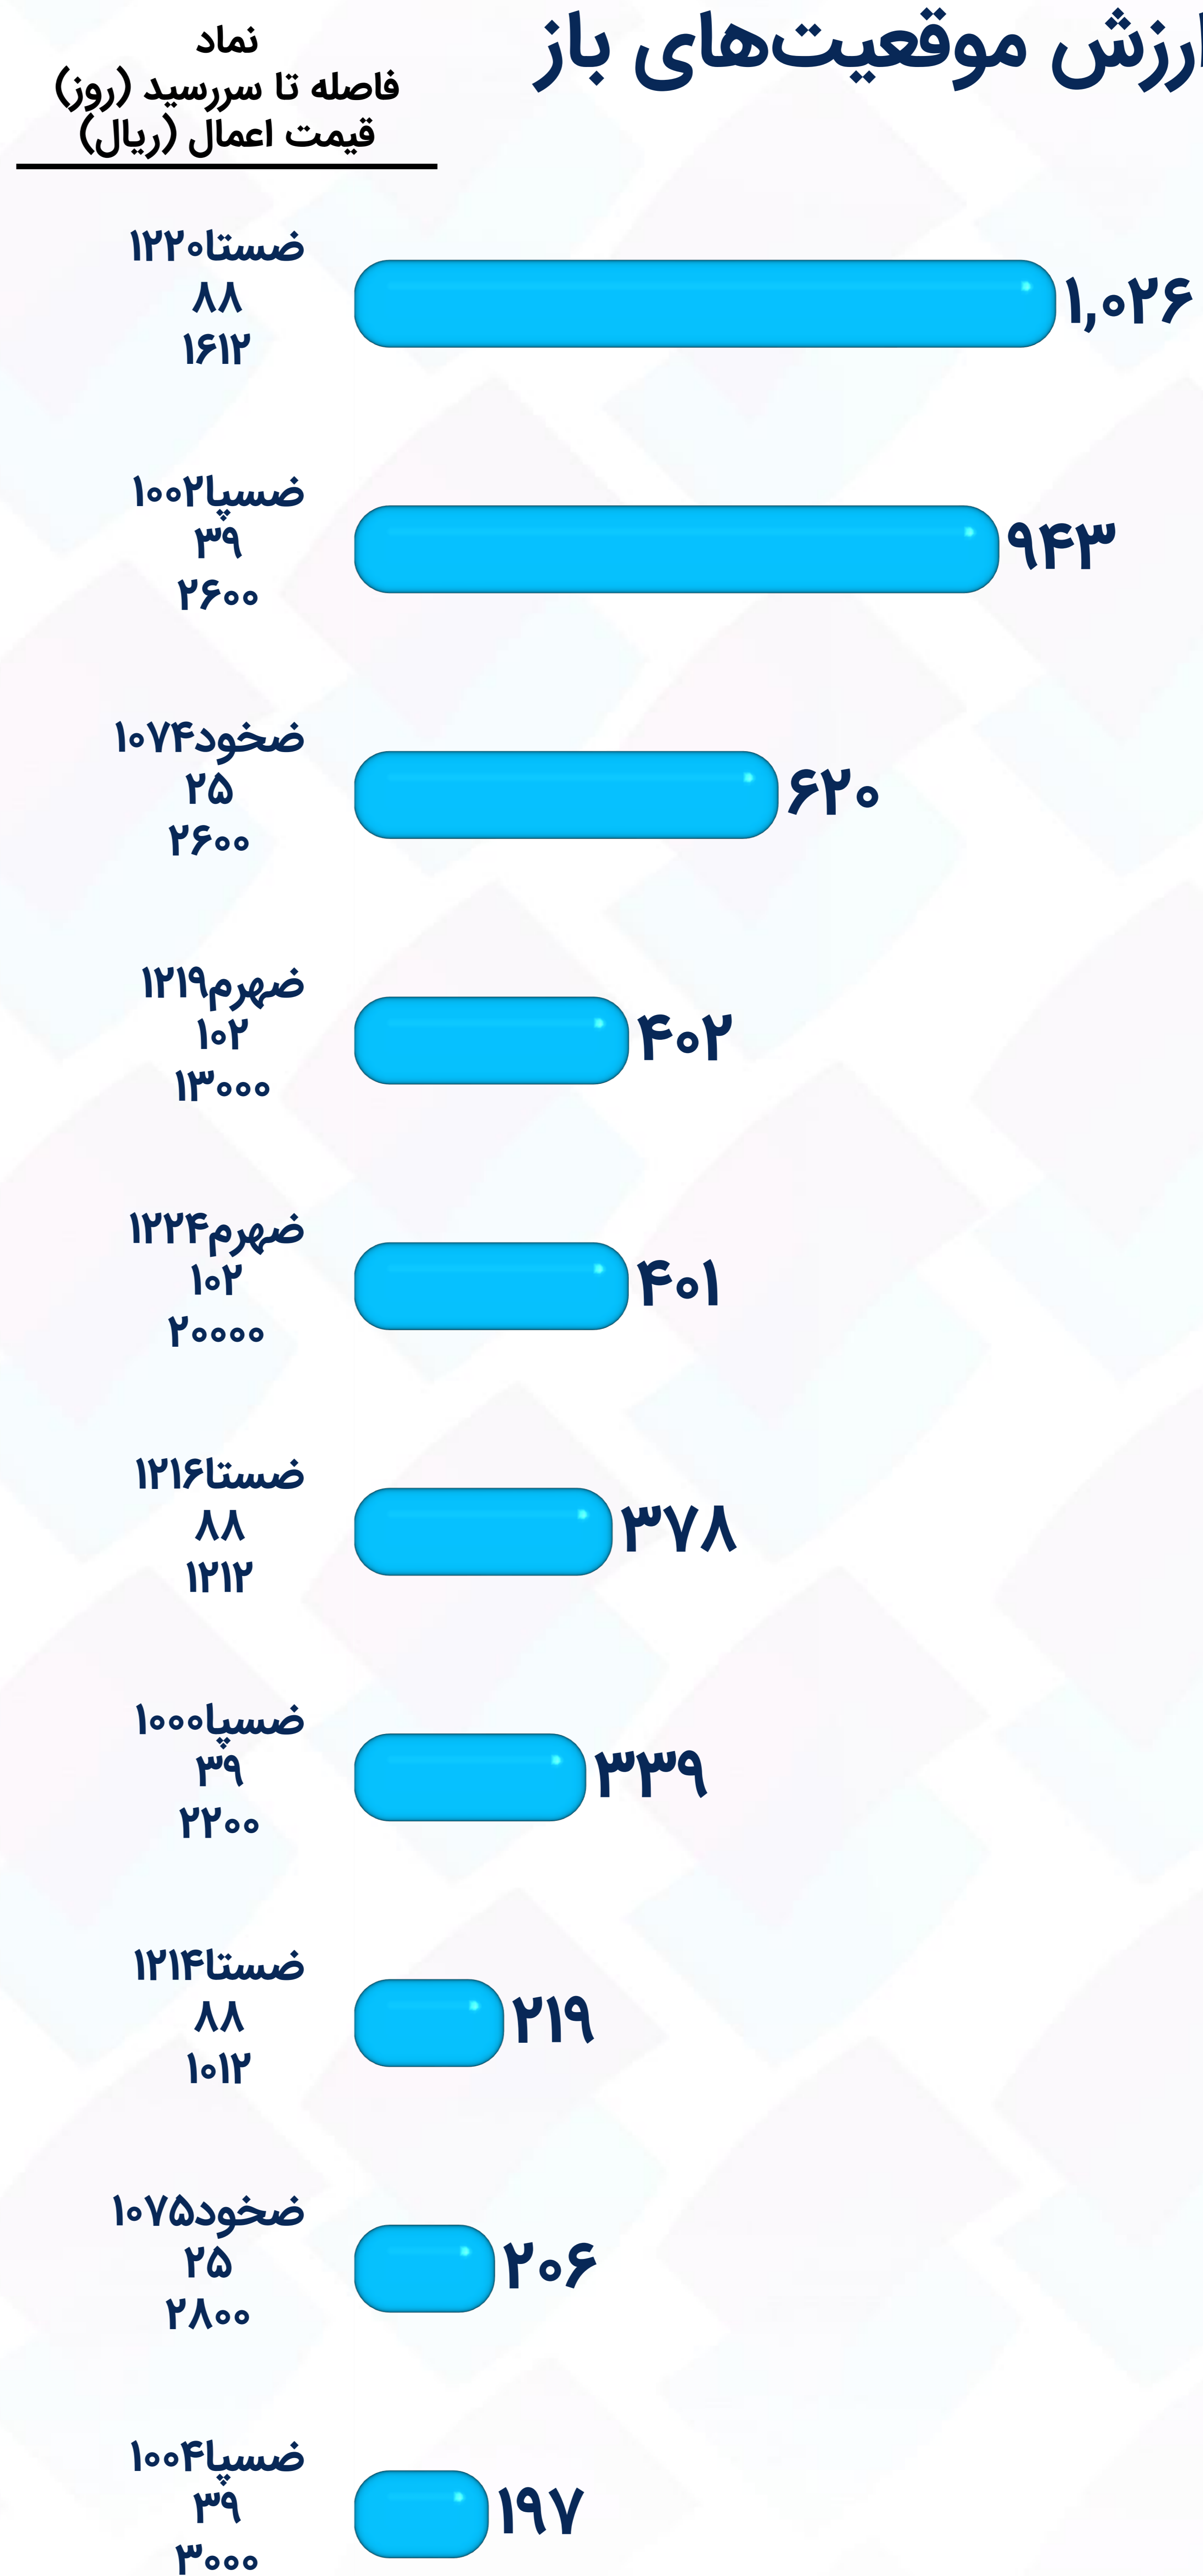 ارزش موقعیت‌های باز
نماد
فاصله تا سررسید (روز)
قیمت اعمال (ریال)
ضستا۱۲۲۰
۸۸
۱۶۱۲
۱,۰۲۶
ضسپا۱۰۰۲
۳۹
۲۶۰۰
۹۴۳
ضخود۱۰۷۴
۲۵
۲۶۰۰
۶۲۰
ضهرم۱۲۱۹
۱۰۲
۱۳۰۰۰
۴۰۲
ضهرم۱۲۲۴
۱۰۲
۲۰۰۰۰
۴۰۱
ضستا۱۲۱۶
۸۸
۱۲۱۲
۳۷۸
ضسپا۱۰۰۰
۳۹
۲۲۰۰
۳۳۹
ضستا۱۲۱۴
۸۸
۱۰۱۲
۲۱۹
ضخود۱۰۷۵
۲۵
۲۸۰۰
۲۰۶
ضسپا۱۰۰۴
۳۹
۳۰۰۰
۱۹۷